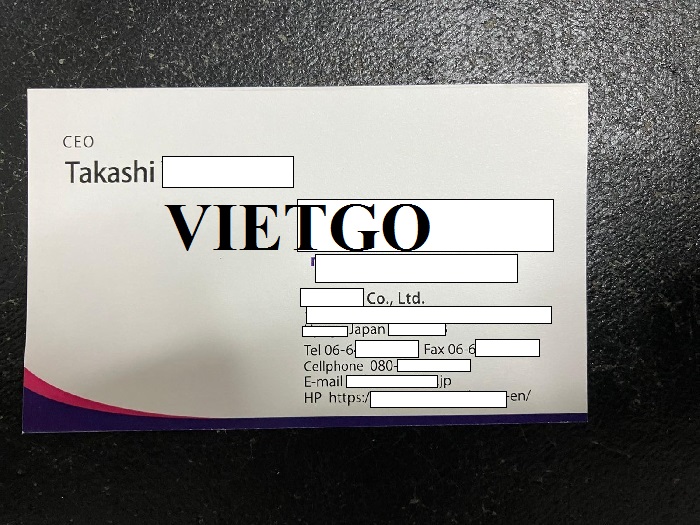 CEO
Takashi
VIETGO
Co., Ltd.
Japan
Tel 06-6 Fax 06 6
Cellphone 080-
E-mail jp
HP https:/ -en/